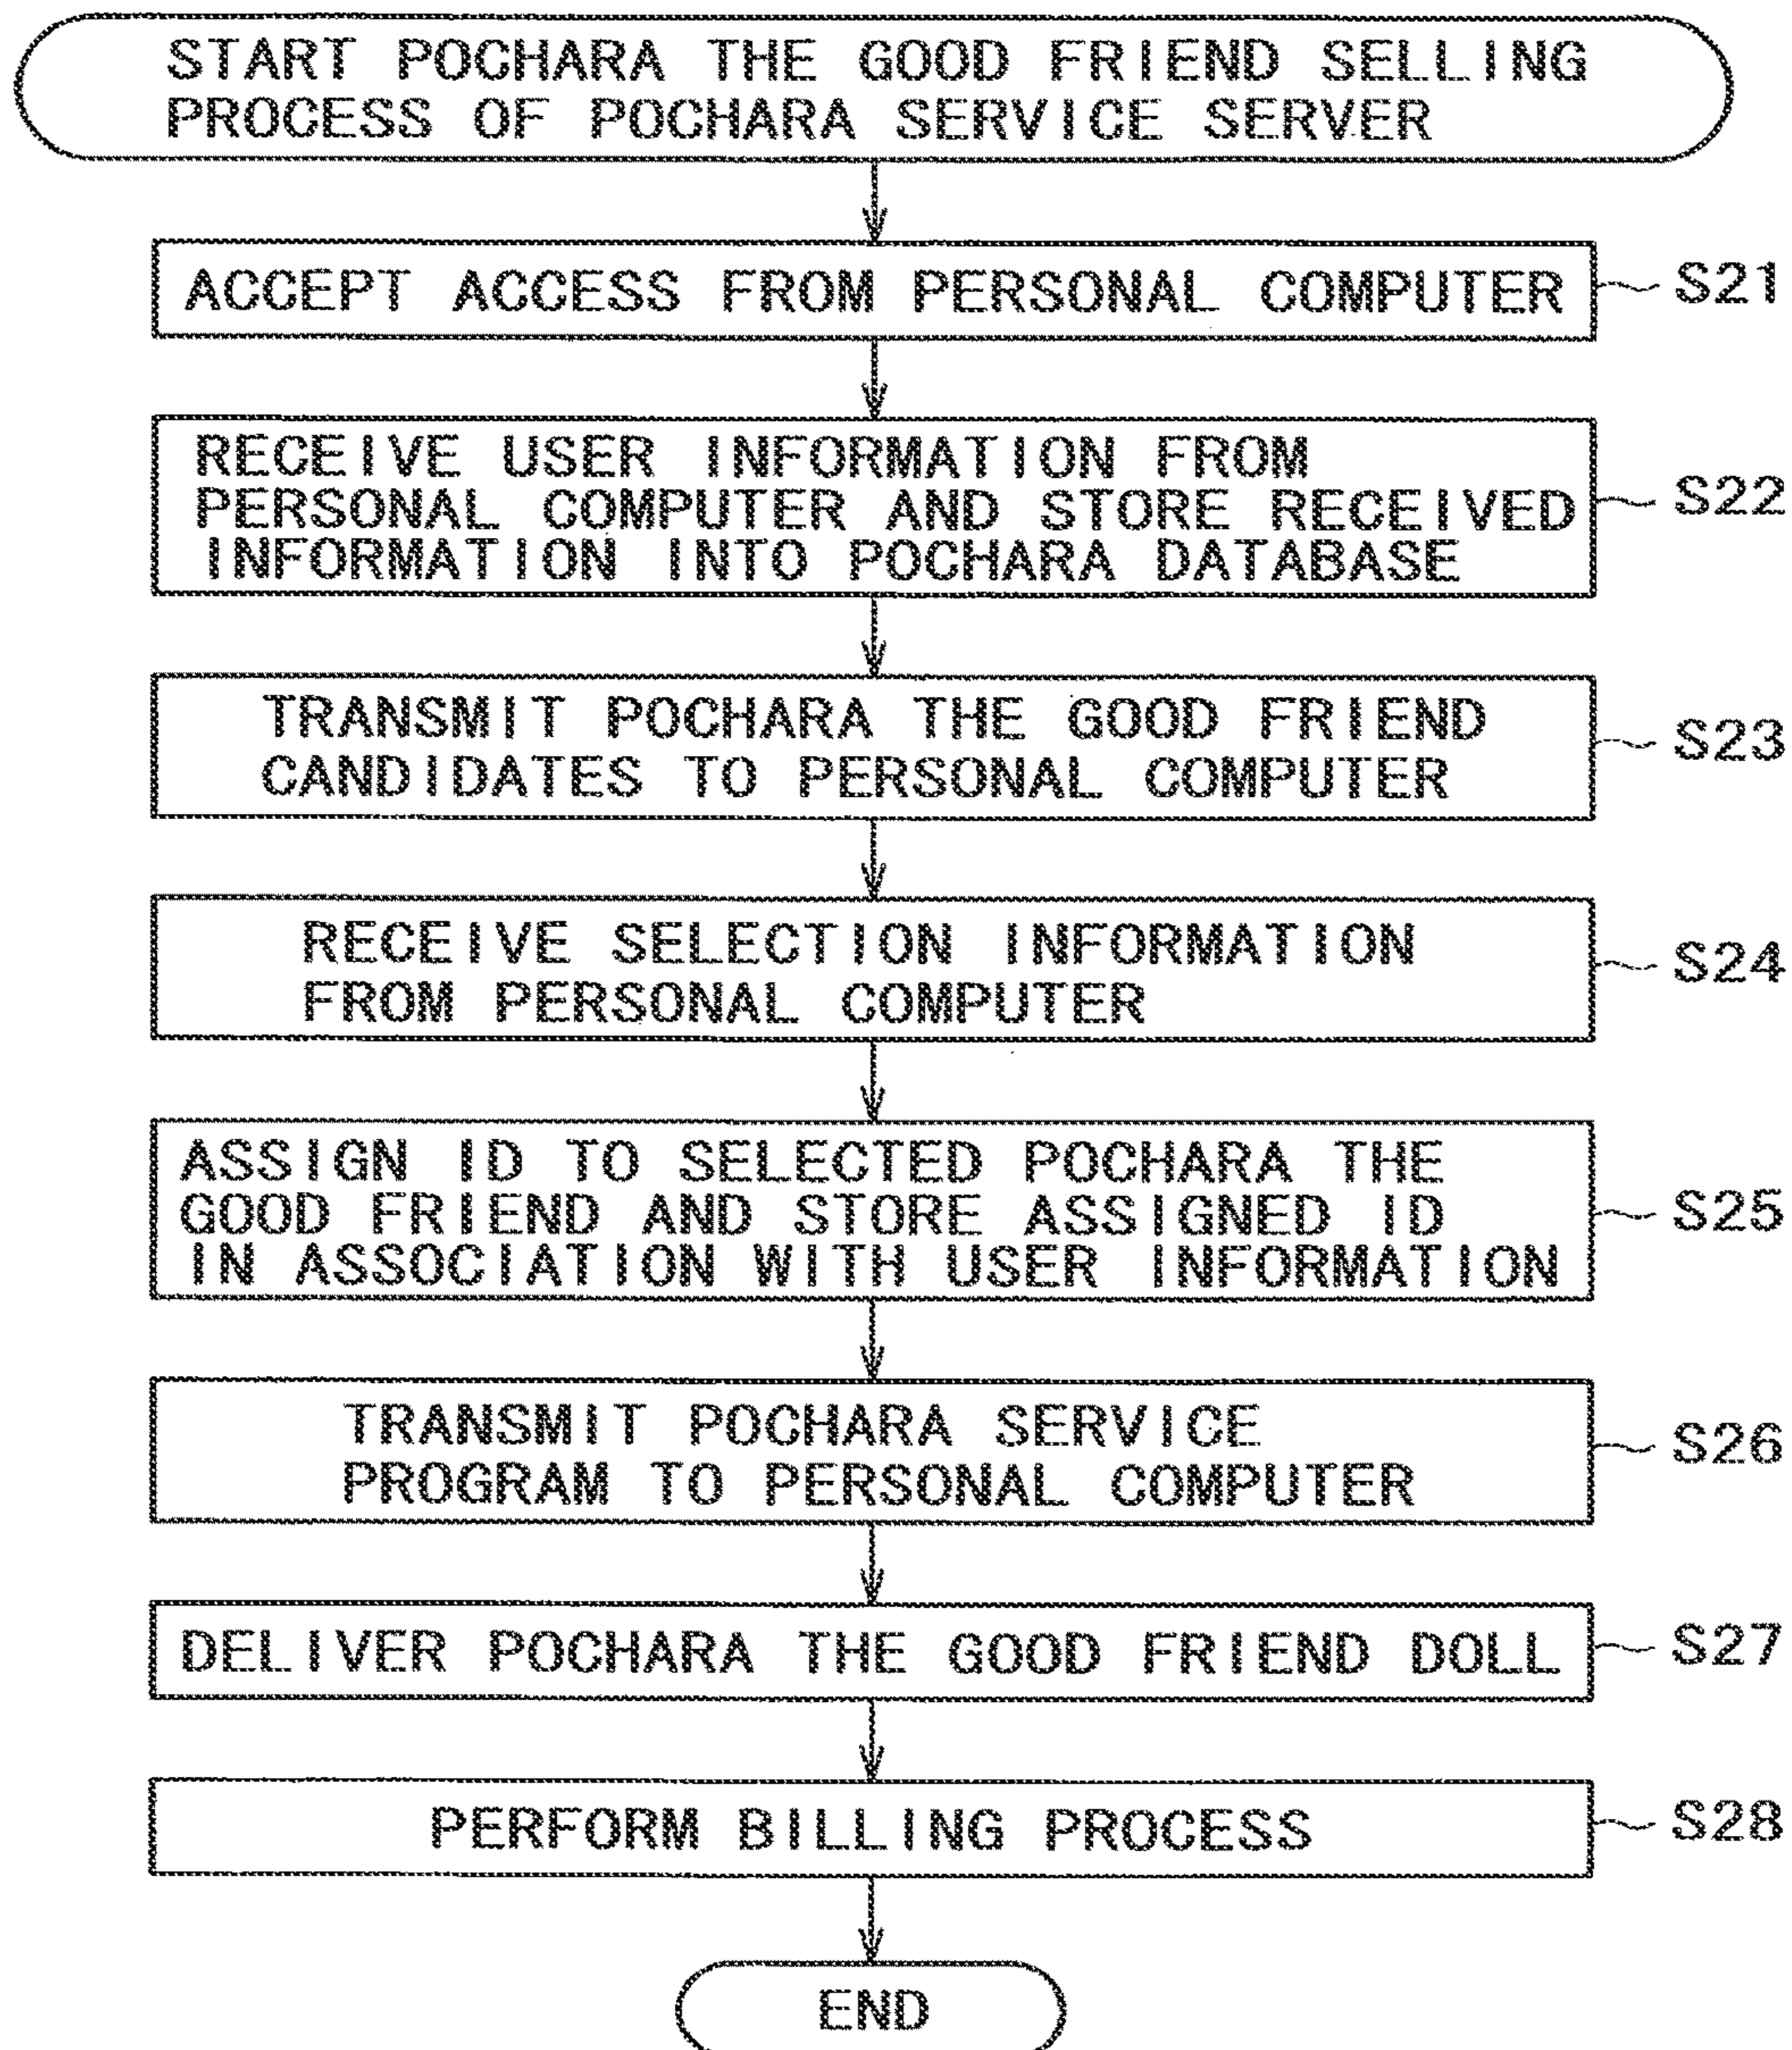 START POCHARA THE GOOD FRIEND SELLING
PROCESS OF POCHARA SERVICE SERVER
ACCEPT ACCESS FROM PERSONAL COMPUTER
S21
RECEIVE USER INFORMATION FROM
PERSONAL COMPUTER AND STORE RECEIVED
INFORMATION INTO POCHARA DATABASE
S22
TRANSMIT POCHARA THE GOOD FRIEND
CANDIDATES TO PERSONAL COMPUTER
S23
RECEIVE SELECTION INFORMATION
FROM PERSONAL COMPUTER
S24
ASSIGN ID TO SELECTED POCHARA THE
GOOD FRIEND AND STORE ASSIGNED ID
IN ASSOCIATION WITH USER INFORMATION
S25
TRANSMIT POCHARA SERVICE
PROGRAM TO PERSONAL COMPUTER
S26
DELIVER POCHARA THE GOOD FRIEND DOLL
S27
PERFORM BILLING PROCESS
S28
END